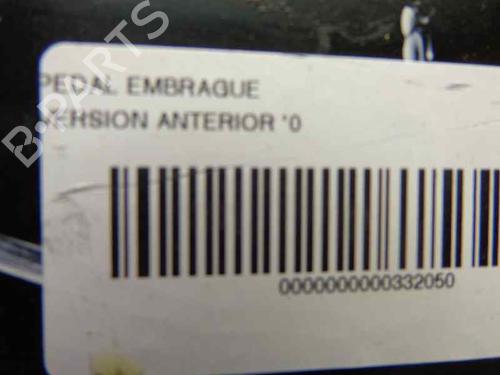 PEDAL EMBRAGUE
VERSION ANTERIOR '0
0000000000332050
B-PARTS